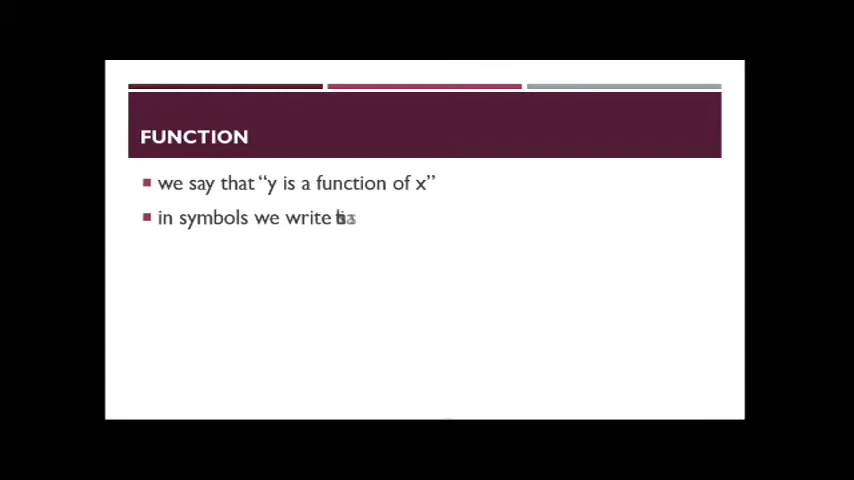 FUNCTION
we say that “y is a function of x”
in symbols we write